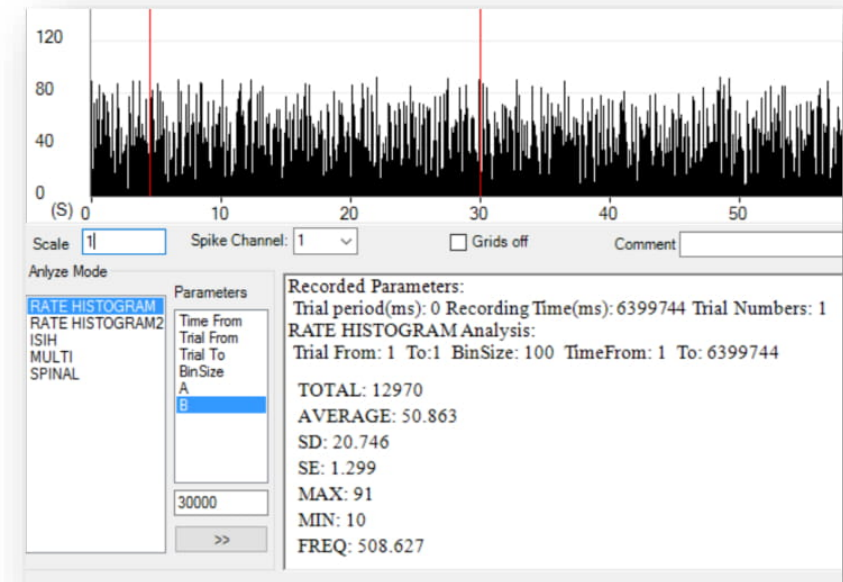 120
80
40
0
(S) 0 10 20 30 40 50
Scale 1 Spike Channel: 1 Grids off Comment
Anlyze Mode
RATE HISTOGRAM
RATE HISTOGRAM2
ISIH
MULTI
SPINAL
Parameters
Time From
Trial From
Trial To
BinSize
A
B
30000
>>
Recorded Parameters:
Trial period(ms): 0 Recording Time(ms): 6399744 Trial Numbers: 1
RATE HISTOGRAM Analysis:
Trial From: 1 To:1 BinSize: 100 TimeFrom: 1 To: 6399744
TOTAL: 12970
AVERAGE: 50.863
SD: 20.746
SE: 1.299
MAX: 91
MIN: 10
FREQ: 508.627